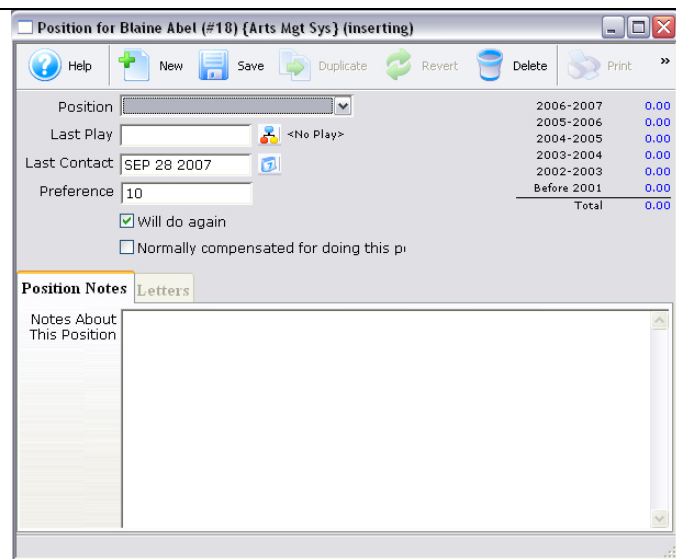 Position for Blaine Abel (#18) {Arts Mgt Sys} (inserting)
Help New Save Duplicate Revert Delete Print »
Position
Last Play <No Play>
Last Contact SEP 28 2007
Preference 10
Will do again
Normally compensated for doing this p
2006-2007 0.00
2005-2006 0.00
2004-2005 0.00
2003-2004 0.00
2002-2003 0.00
Before 2001 0.00
Total 0.00
Position Notes Letters
Notes About
This Position